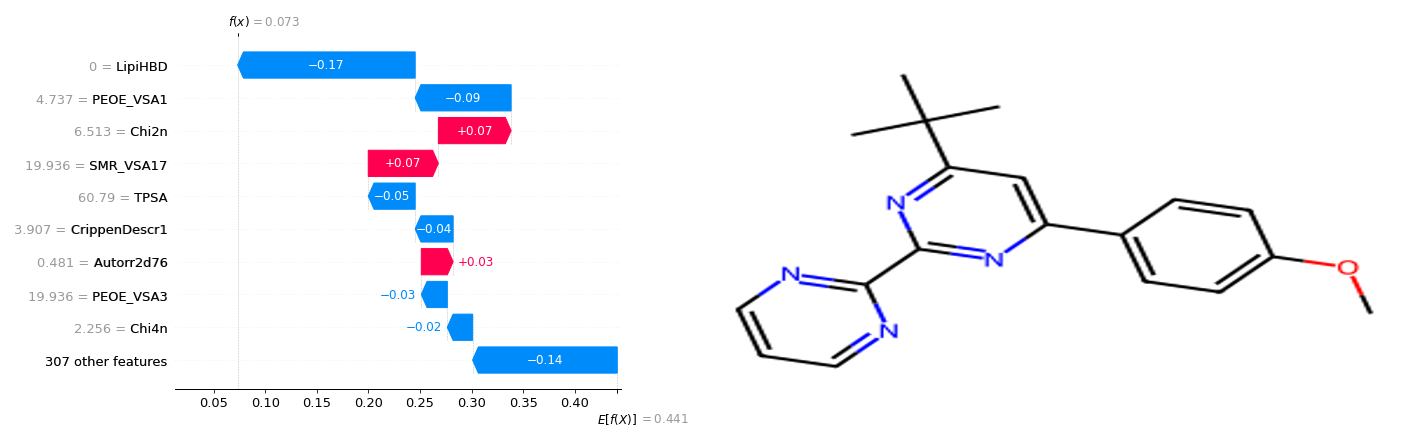 f(x) = 0.073
0 = LipiHBD
−0.17
4.737 = PEOE_VSA1
−0.09
6.513 = Chi2n
+0.07
19.936 = SMR_VSA17
+0.07
60.79 = TPSA
−0.05
3.907 = CrippenDescr1
−0.04
0.481 = Autorr2d76
+0.03
19.936 = PEOE_VSA3
−0.03
2.256 = Chi4n
−0.02
307 other features
−0.14
0.05 0.10 0.15 0.20 0.25 0.30 0.35 0.40
E[f(X)] = 0.441
N
N
N
N
O